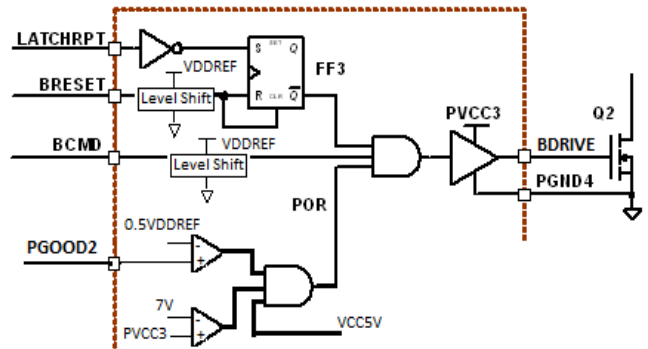 LATCHRPT
S SET Q
FF3
VDDREF
BRESET
Level Shift
R CLR Q
PVCC3
Q2
VDDREF
BCMD
Level Shift
BDRIVE
PGND4
POR
0.5VDDREF
PGOOD2
-
+
7V
-
PVCC3
+
VCC5V